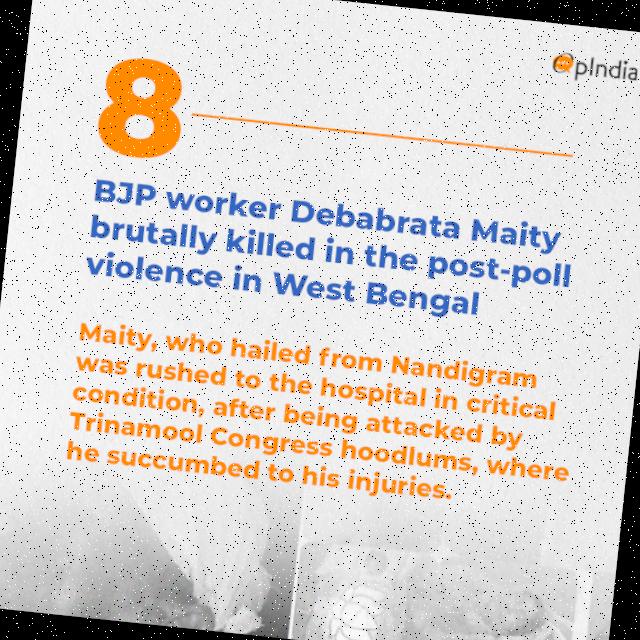 OpIndia
8
BJP worker Debabrata Maity
brutally killed in the post-poll
violence in West Bengal
Maity, who hailed from Nandigram
was rushed to the hospital in critical
condition, after being attacked by
Trinamool Congress hoodlums, where
he succumbed to his injuries.